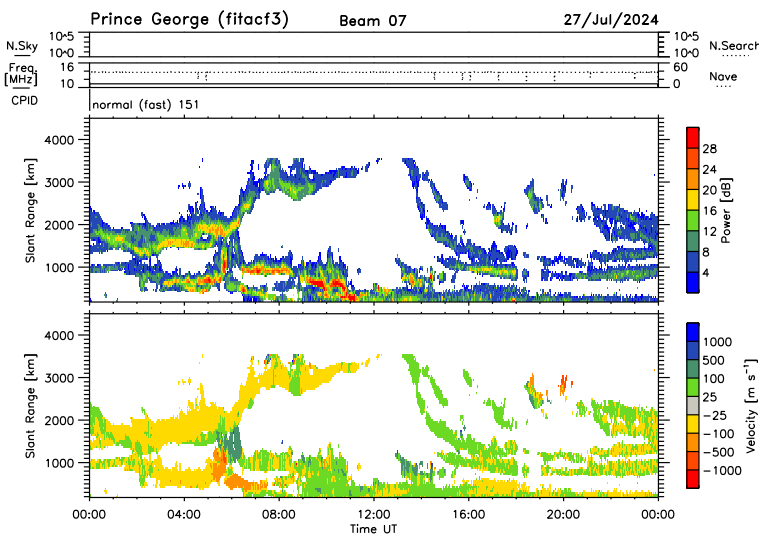 Prince George (fitacf3) Beam 07 27/Jul/2024
N.Sky 10^5 10^5 N.Search
10^0 10^0
Freq. 16 60
[MHz] 10 0 Nave
CPID normal (fast) 151
4000
3000
2000
1000
Slant Range [km]
28
24
20
16
12
8
4
Power [dB]
4000
3000
2000
1000
Slant Range [km]
1000
500
100
25
−25
−100
−500
−1000
Velocity [m s⁻¹]
00:00 04:00 08:00 12:00 16:00 20:00 00:00
Time UT